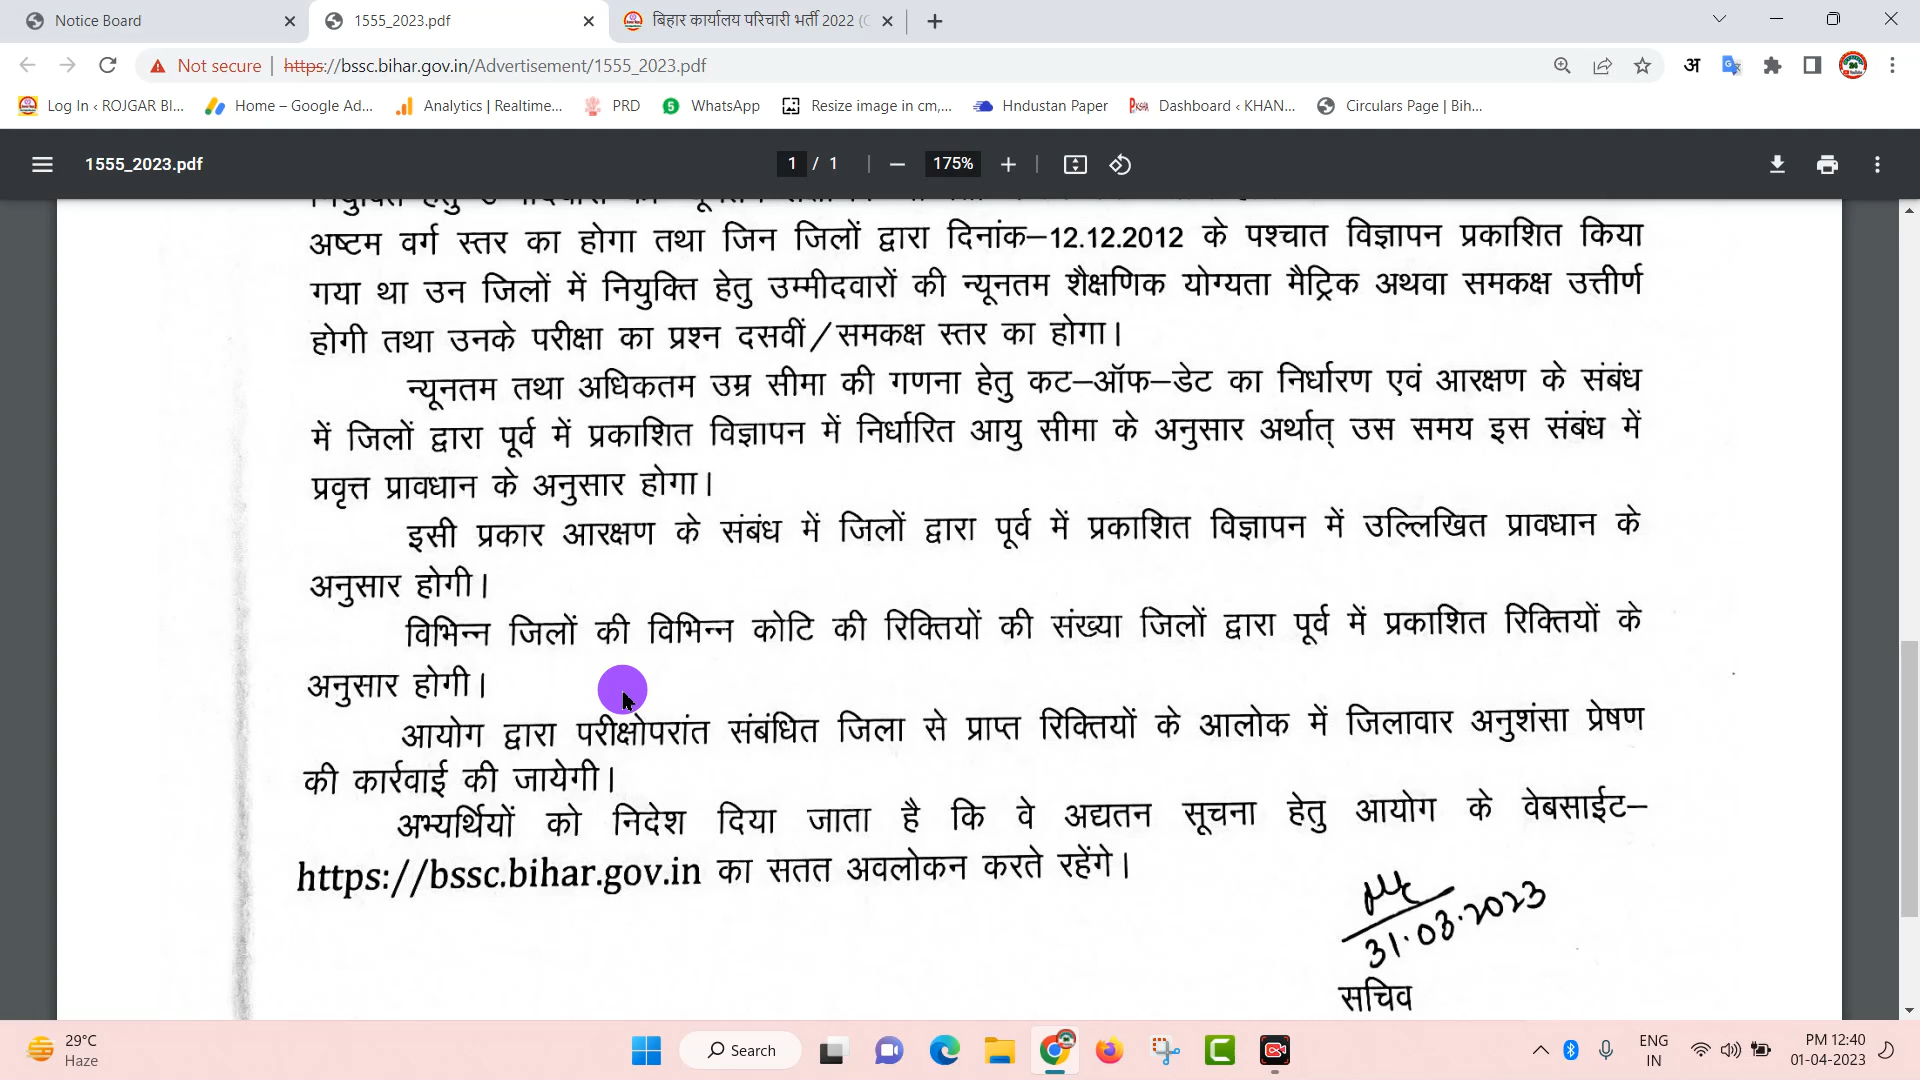 Notice Board
1555_2023.pdf
बिहार कार्यालय परिचारी भर्ती 2022 (
Not secure
https://bssc.bihar.gov.in/Advertisement/1555_2023.pdf
अ
Log In ‹ ROJGAR BI...
Home – Google Ad...
Analytics | Realtime...
PRD
WhatsApp
Resize image in cm,...
Hndustan Paper
Dashboard ‹ KHAN...
Circulars Page | Bih...
1555_2023.pdf
1 / 1
175%
अष्टम वर्ग स्तर का होगा तथा जिन जिलों द्वारा दिनांक–12.12.2012 के पश्चात विज्ञापन प्रकाशित किया
गया था उन जिलों में नियुक्ति हेतु उम्मीदवारों की न्यूनतम शैक्षणिक योग्यता मैट्रिक अथवा समकक्ष उत्तीर्ण
होगी तथा उनके परीक्षा का प्रश्न दसवीं/समकक्ष स्तर का होगा।
न्यूनतम तथा अधिकतम उम्र सीमा की गणना हेतु कट–ऑफ–डेट का निर्धारण एवं आरक्षण के संबंध
में जिलों द्वारा पूर्व में प्रकाशित विज्ञापन में निर्धारित आयु सीमा के अनुसार अर्थात् उस समय इस संबंध में
प्रवृत्त प्रावधान के अनुसार होगा।
इसी प्रकार आरक्षण के संबंध में जिलों द्वारा पूर्व में प्रकाशित विज्ञापन में उल्लिखित प्रावधान के
अनुसार होगी।
विभिन्न जिलों की विभिन्न कोटि की रिक्तियों की संख्या जिलों द्वारा पूर्व में प्रकाशित रिक्तियों के
अनुसार होगी।
आयोग द्वारा परीक्षोपरांत संबंधित जिला से प्राप्त रिक्तियों के आलोक में जिलावार अनुशंसा प्रेषण
की कार्रवाई की जायेगी।
अभ्यर्थियों को निदेश दिया जाता है कि वे अद्यतन सूचना हेतु आयोग के वेबसाईट–
https://bssc.bihar.gov.in का सतत अवलोकन करते रहेंगे।
31.03.2023
सचिव
29°C
Haze
Search
ENG
IN
PM 12:40
01-04-2023